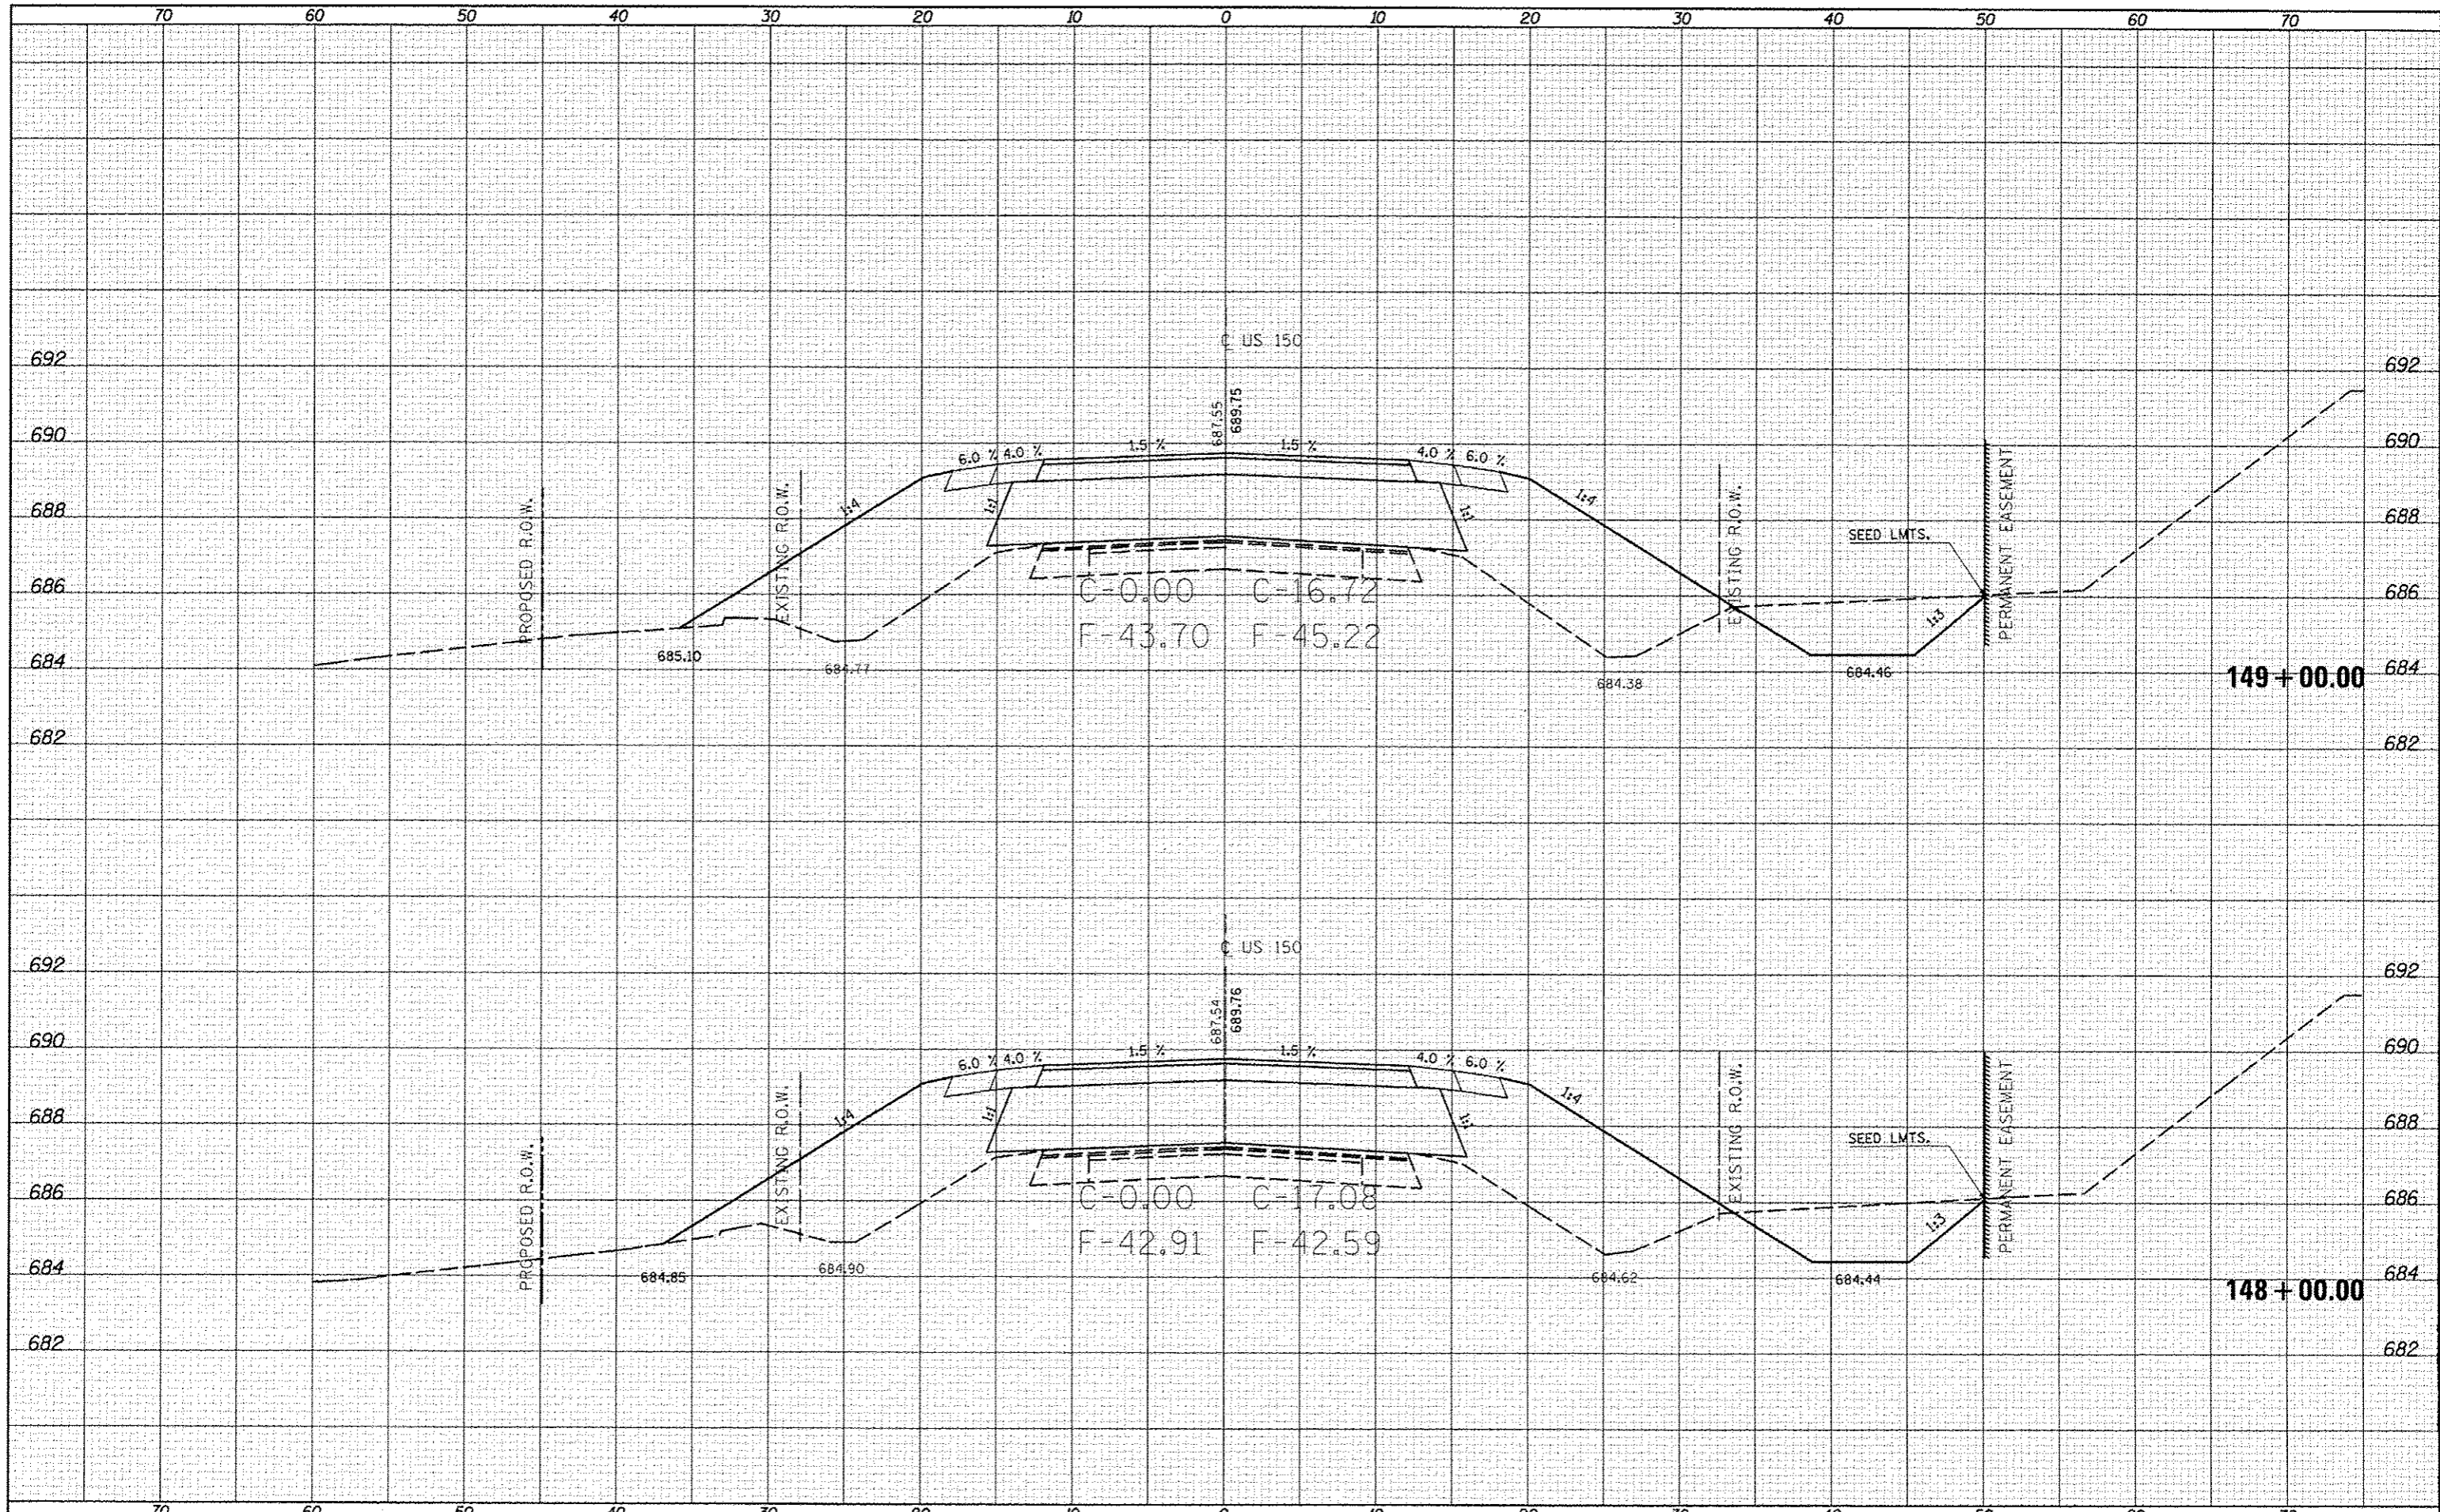 70 60 50 40 30 20 10 0 10 20 30 40 50 60 70
℄ US 150
692 692
687.55
689.75
690 690
6.0 % 4.0 % 1.5 % 1.5 % 4.0 % 6.0 %
1:4 1:4
PROPOSED R.O.W.
EXISTING R.O.W.
1:1 1:1
EXISTING R.O.W.
SEED LMTS.
PERMANENT EASEMENT
688 688
686 686
C-0.00 C-16.72
F-43.70 F-45.22
1:3
685.10 684.77 684.38 684.46
684 684
149+00.00
682 682
℄ US 150
692 692
687.54
689.76
690 690
6.0 % 4.0 % 1.5 % 1.5 % 4.0 % 6.0 %
1:4 1:4
PROPOSED R.O.W.
EXISTING R.O.W.
1:1 1:1
EXISTING R.O.W.
SEED LMTS.
PERMANENT EASEMENT
688 688
686 686
C-0.00 C-17.08
F-42.91 F-42.59
1:3
684.85 684.90 684.62 684.44
684 684
148+00.00
682 682
70 60 50 40 30 20 10 0 10 20 30 40 50 60 70